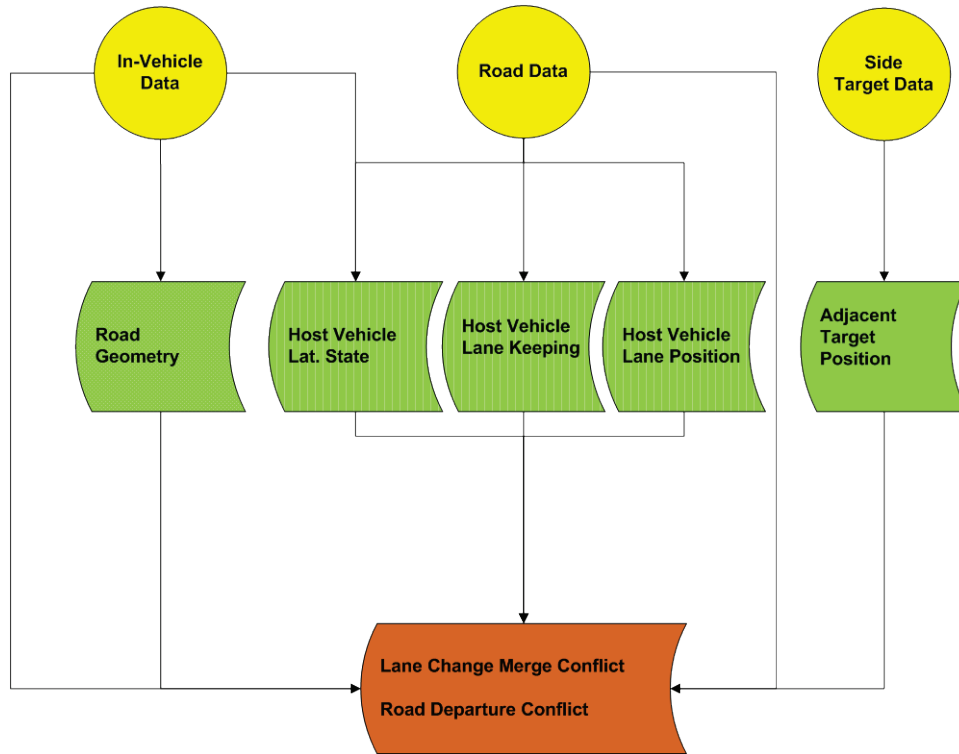 In-Vehicle
Data
Road Data
Side
Target Data
Road
Geometry
Host Vehicle
Lat. State
Host Vehicle
Lane Keeping
Host Vehicle
Lane Position
Adjacent
Target
Position
Lane Change Merge Conflict
Road Departure Conflict